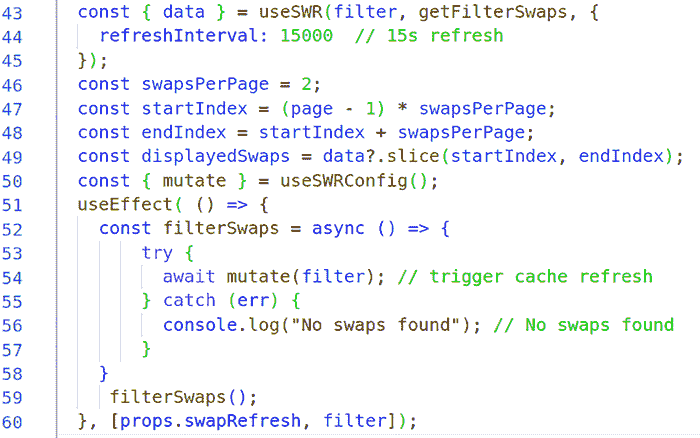 43 const { data } = useSWR(filter, getFilterSwaps, {
44 refreshInterval: 15000 // 15s refresh
45 });
46 const swapsPerPage = 2;
47 const startIndex = (page - 1) * swapsPerPage;
48 const endIndex = startIndex + swapsPerPage;
49 const displayedSwaps = data?.slice(startIndex, endIndex);
50 const { mutate } = useSWRConfig();
51 useEffect( () => {
52 const filterSwaps = async () => {
53 try {
54 await mutate(filter); // trigger cache refresh
55 } catch (err) {
56 console.log("No swaps found"); // No swaps found
57 }
58 }
59 filterSwaps();
60 }, [props.swapRefresh, filter]);